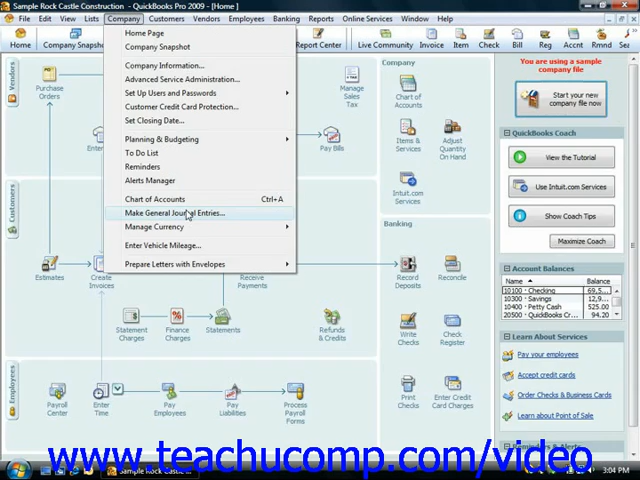 Sample Rock Castle Construction - QuickBooks Pro 2009 - [Home ]
File Edit View Lists Company Customers Vendors Employees Banking Reports Online Services Window Help
Home Company Snapshot Report Center Live Community Invoice Item Check Bill Reg Accnt Rmnd
Home Page
Company Snapshot
Company Information...
Advanced Service Administration...
Set Up Users and Passwords
Customer Credit Card Protection...
Set Closing Date...
Planning & Budgeting
To Do List
Reminders
Alerts Manager
Chart of Accounts Ctrl+A
Make General Journal Entries...
Manage Currency
Enter Vehicle Mileage...
Prepare Letters with Envelopes
Vendors
Purchase
Orders
Manage
Sales
Tax
Pay Bills
Customers
Estimates
Create
Invoices
Receive
Payments
Statement
Charges
Finance
Charges
Statements
Refunds
& Credits
Employees
Payroll
Center
Enter
Time
Pay
Employees
Pay
Liabilities
Process
Payroll
Forms
Company
Chart of
Accounts
Items &
Services
Adjust
Quantity
On Hand
Intuit.com
Services
Banking
Record
Deposits
Reconcile
Write
Checks
Check
Register
Print
Checks
Enter Credit
Card Charges
You are using a sample
company file
Start your new
company file now
QuickBooks Coach
View the Tutorial
Use Intuit.com Services
Show Coach Tips
Maximize Coach
Account Balances
Name Balance
10100 · Checking 69,5...
10300 · Savings 12,9...
10400 · Petty Cash 525.00
20500 · QuickBooks Cr... 94.20
Learn About Services
Pay your employees
Accept credit cards
Order Checks & Business Cards
Learn about Point of Sale
Reminders & Alerts
www.teachucomp.com/video
Sample Rock Castle ...
3:04 PM